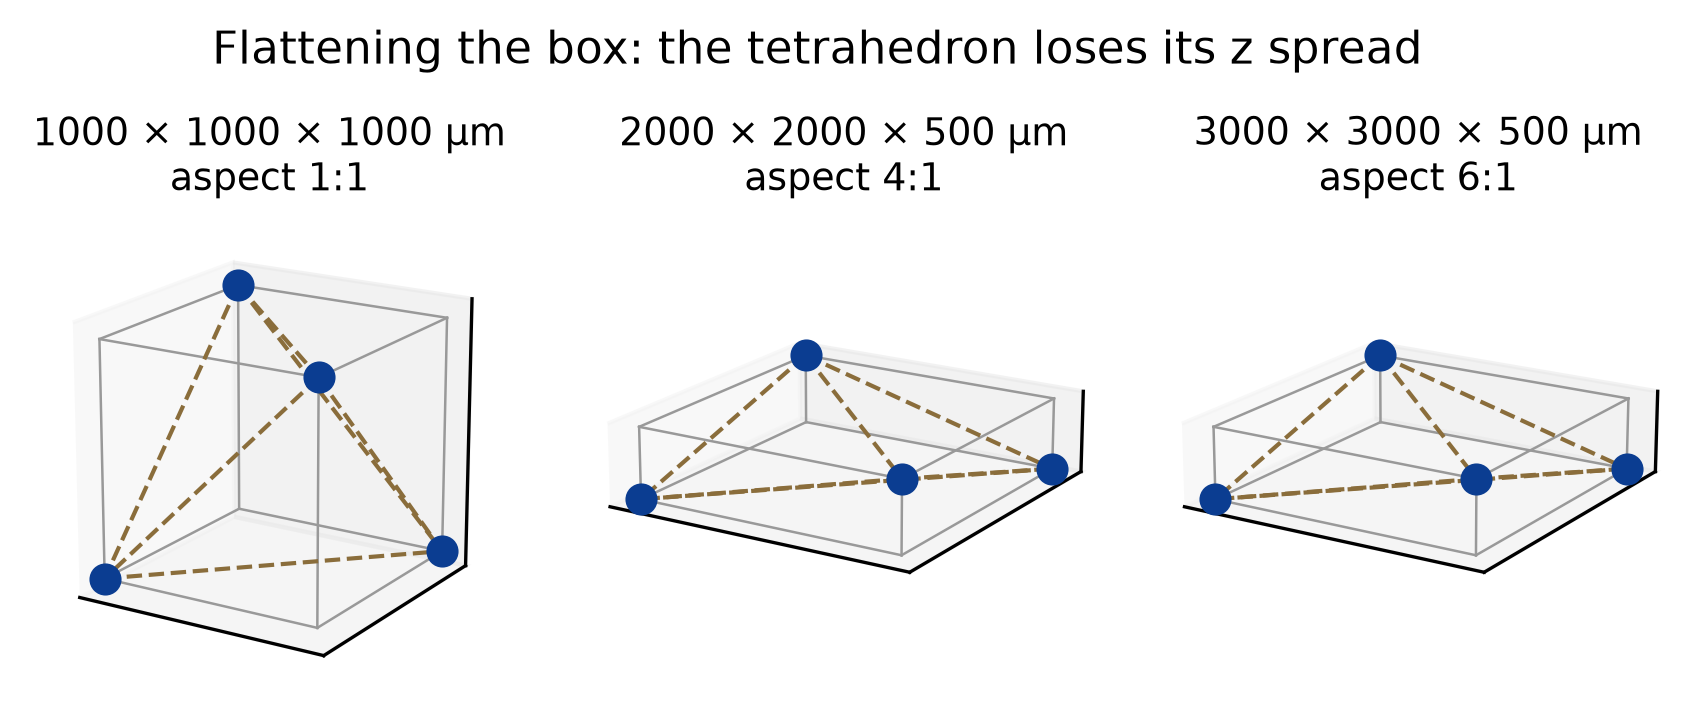 Flattening the box: the tetrahedron loses its z spread
1000 × 1000 × 1000 µm
aspect 1:1
2000 × 2000 × 500 µm
aspect 4:1
3000 × 3000 × 500 µm
aspect 6:1